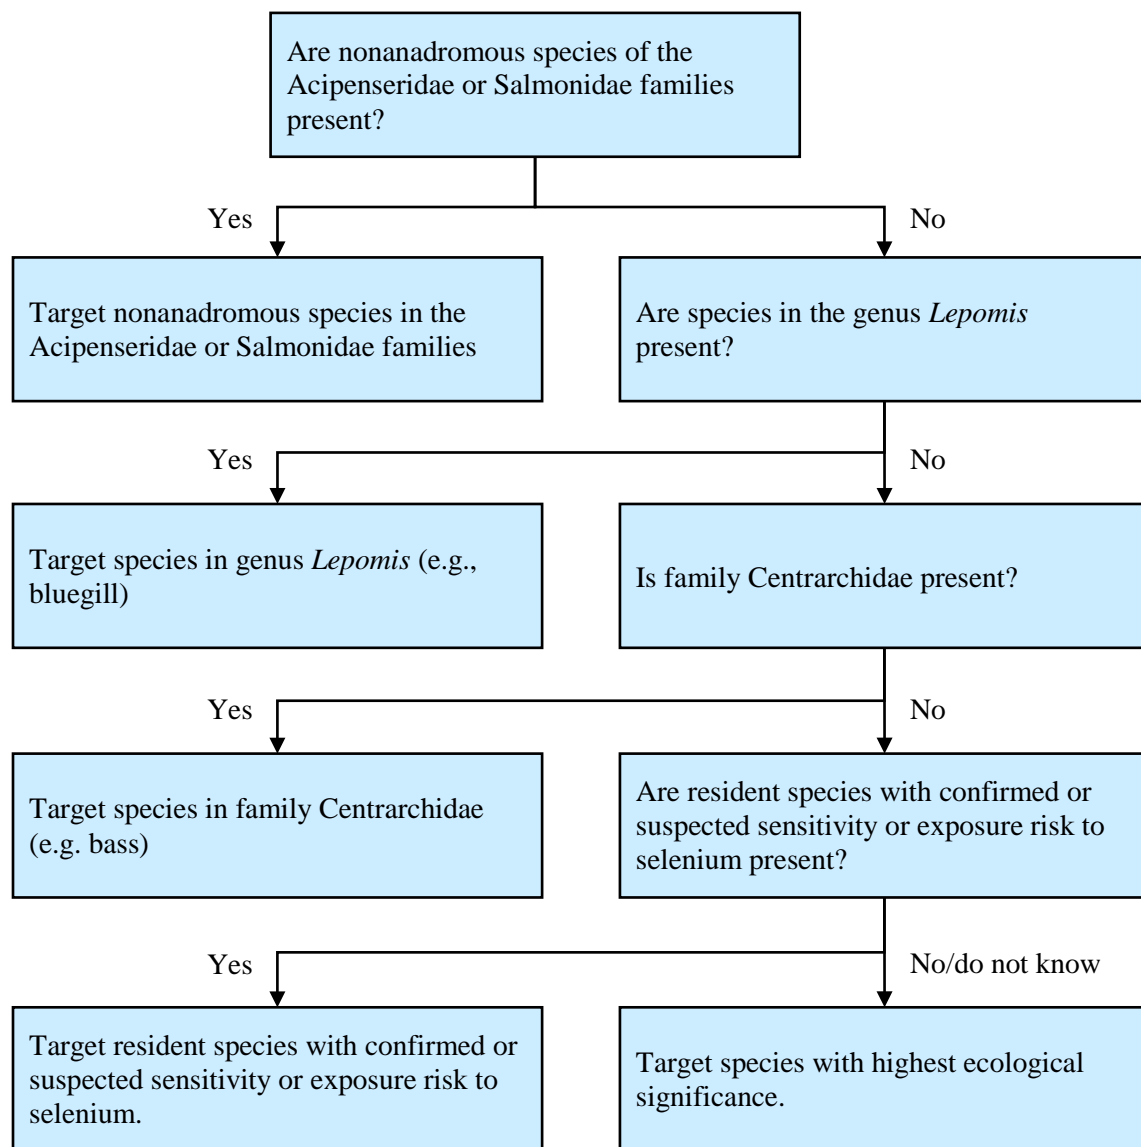 Are nonanadromous species of the
Acipenseridae or Salmonidae families
present?
Yes
No
Target nonanadromous species in the
Acipenseridae or Salmonidae families
Are species in the genus Lepomis
present?
Yes
No
Target species in genus Lepomis (e.g.,
bluegill)
Is family Centrarchidae present?
Yes
No
Target species in family Centrarchidae
(e.g. bass)
Are resident species with confirmed or
suspected sensitivity or exposure risk to
selenium present?
Yes
No/do not know
Target resident species with confirmed or
suspected sensitivity or exposure risk to
selenium.
Target species with highest ecological
significance.